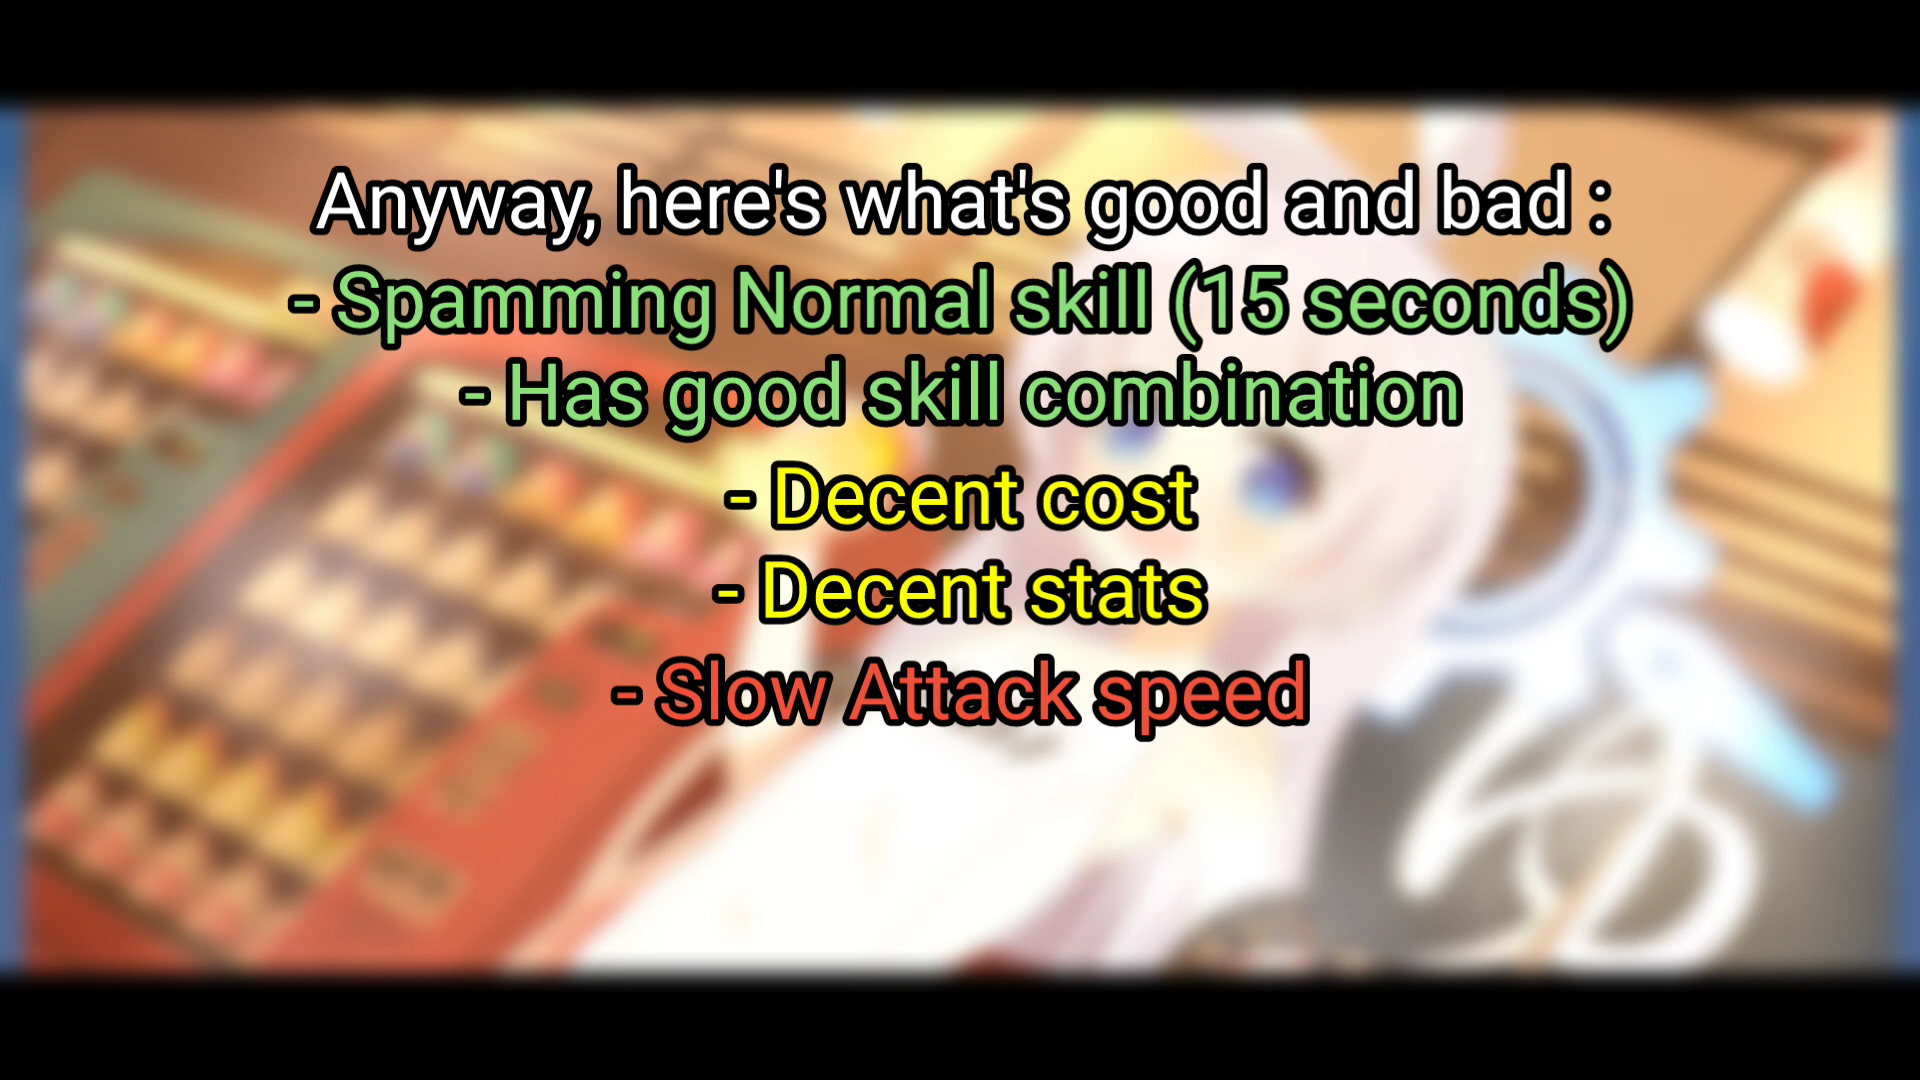 Anyway, here's what's good and bad :
- Spamming Normal skill (15 seconds)
- Has good skill combination
- Decent cost
- Decent stats
- Slow Attack speed